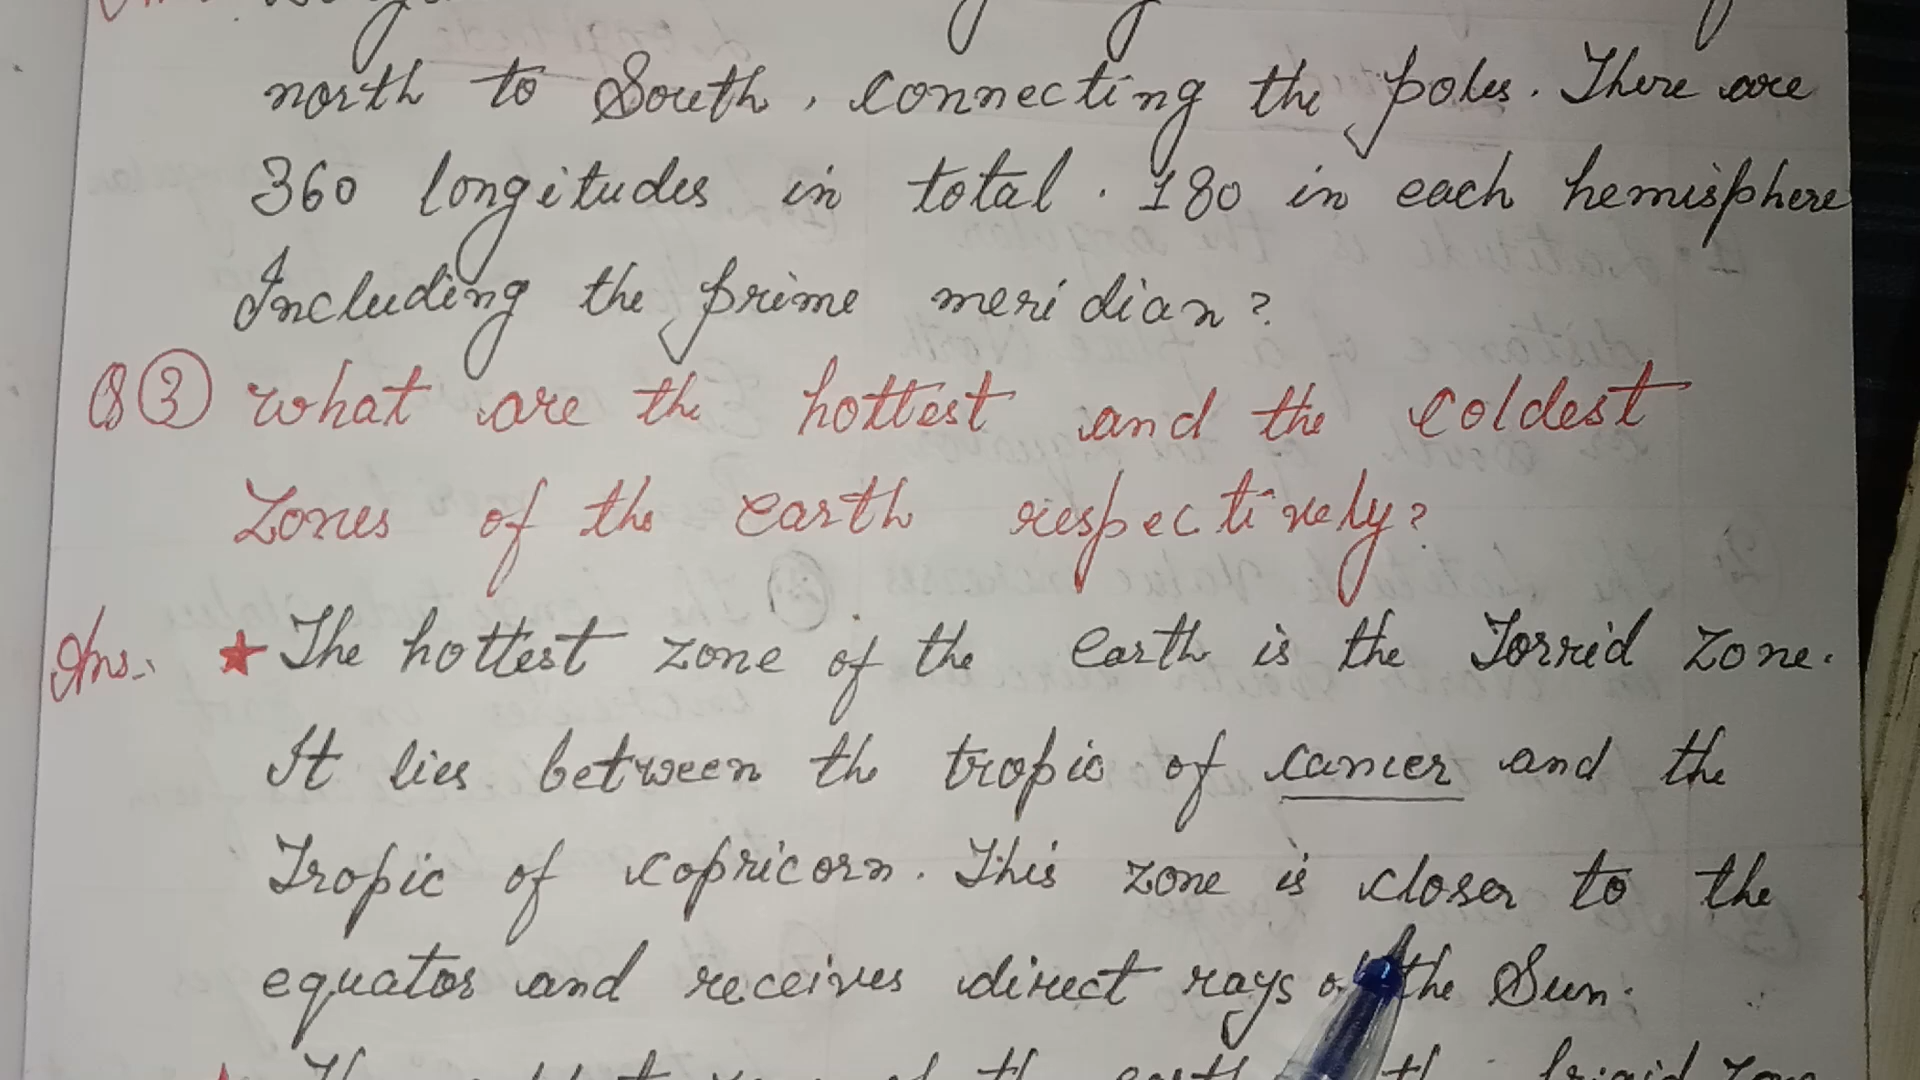 north to South, connecting the poles. There are
360 longitudes in total. 180 in each hemisphere
Including the prime meridian?
Q③ what are the hottest and the coldest
Zones of the earth respectively?
Ans. ★ The hottest zone of the earth is the Torrid zone.
It lies between the tropic of cancer and the
Tropic of copricorn. This zone is closer to the
equator and receives direct rays of the Sun.